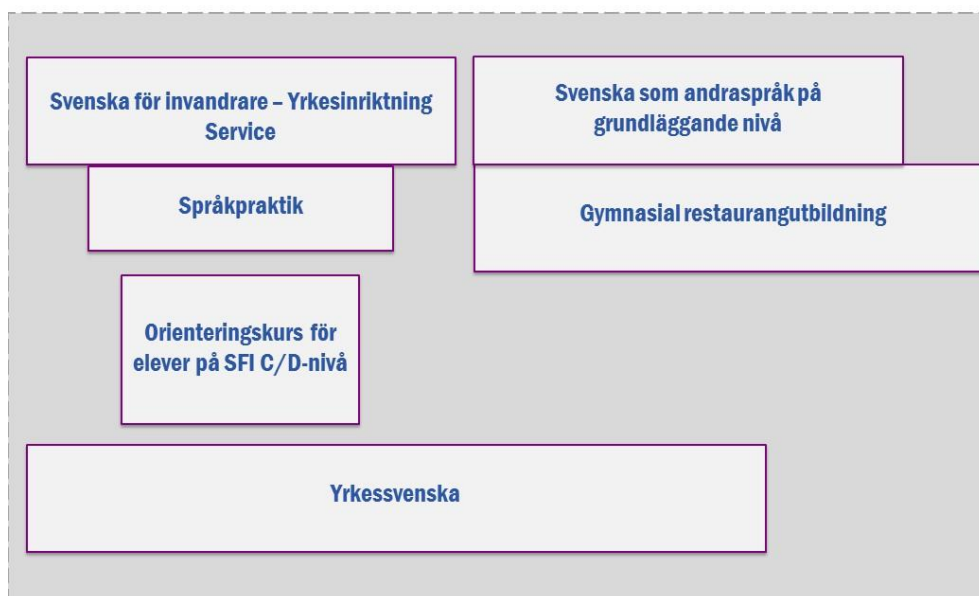 Svenska för invandrare – Yrkesinriktning
Service
Svenska som andraspråk på
grundläggande nivå
Språkpraktik
Gymnasial restaurangutbildning
Orienteringskurs för
elever på SFI C/D-nivå
Yrkessvenska